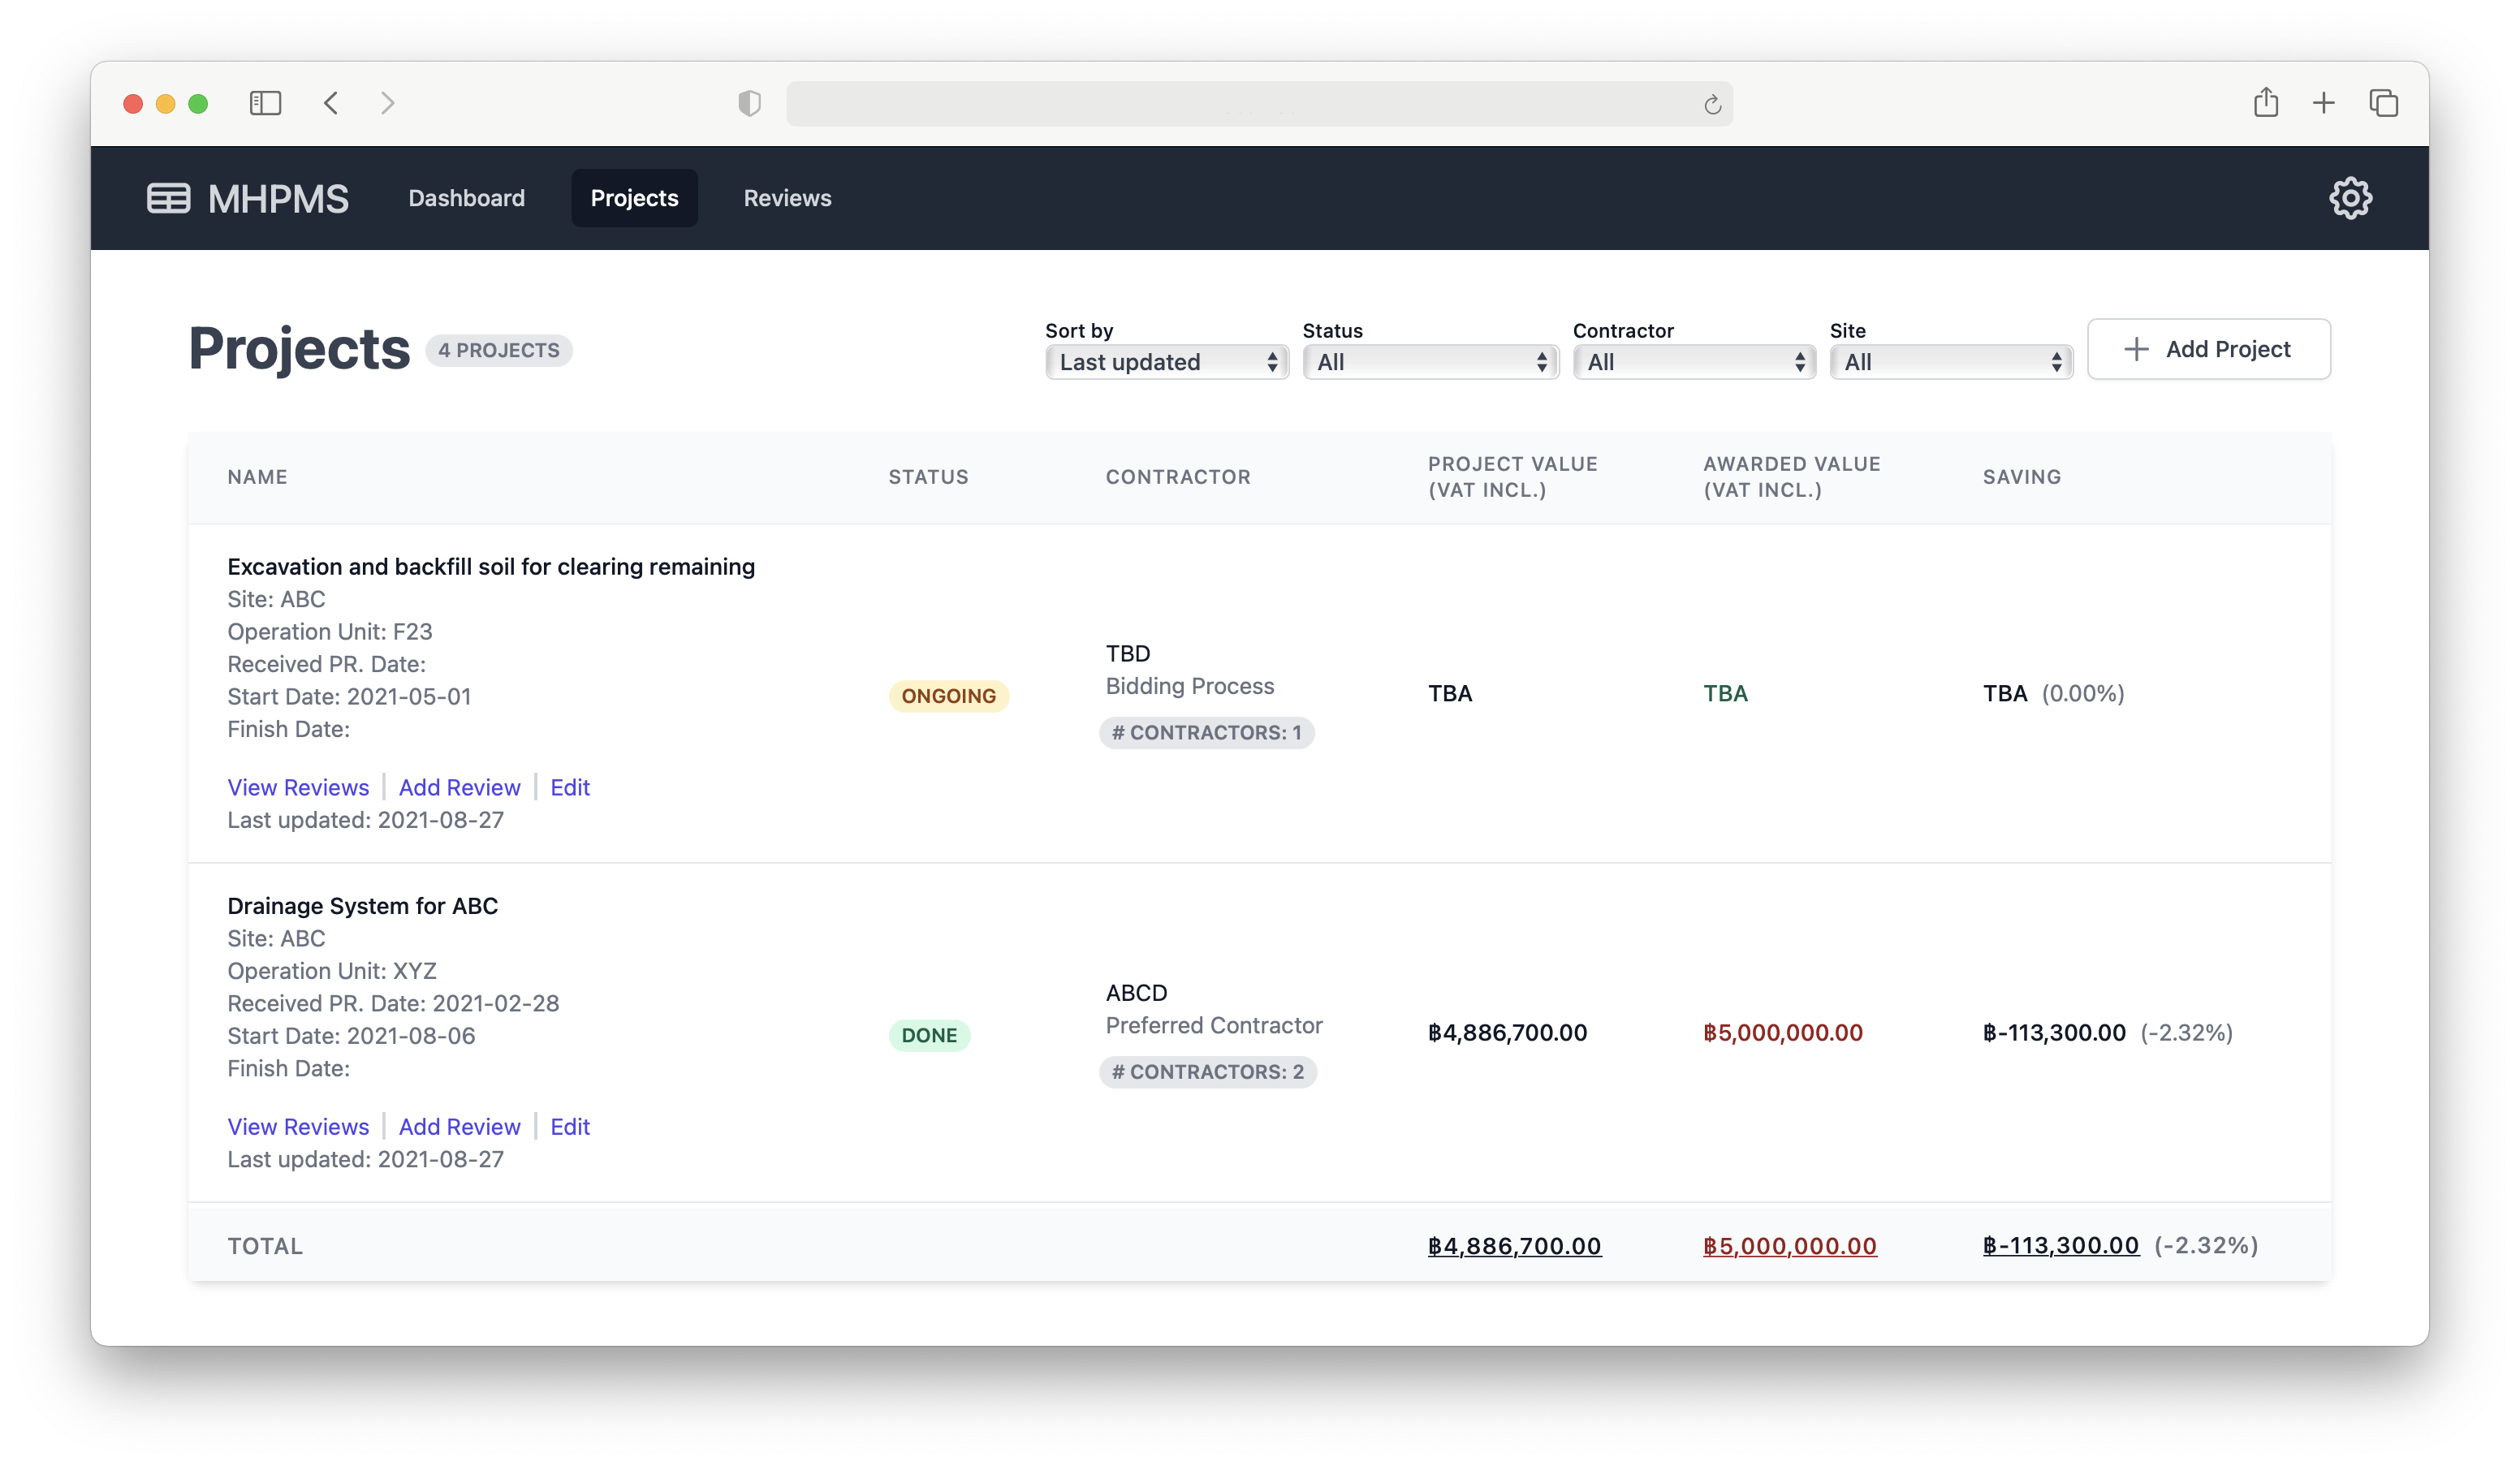 MHPMS Dashboard Projects Reviews
Projects 4 PROJECTS
Sort by Status Contractor Site
Last updated All All All + Add Project
NAME STATUS CONTRACTOR PROJECT VALUE (VAT INCL.) AWARDED VALUE (VAT INCL.) SAVING
Excavation and backfill soil for clearing remaining
Site: ABC
Operation Unit: F23
Received PR. Date:
Start Date: 2021-05-01
Finish Date:
View Reviews | Add Review | Edit
Last updated: 2021-08-27
ONGOING
TBD
Bidding Process
# CONTRACTORS: 1
TBA
TBA
TBA (0.00%)
Drainage System for ABC
Site: ABC
Operation Unit: XYZ
Received PR. Date: 2021-02-28
Start Date: 2021-08-06
Finish Date:
View Reviews | Add Review | Edit
Last updated: 2021-08-27
DONE
ABCD
Preferred Contractor
# CONTRACTORS: 2
฿4,886,700.00
฿5,000,000.00
฿-113,300.00 (-2.32%)
TOTAL ฿4,886,700.00 ฿5,000,000.00 ฿-113,300.00 (-2.32%)